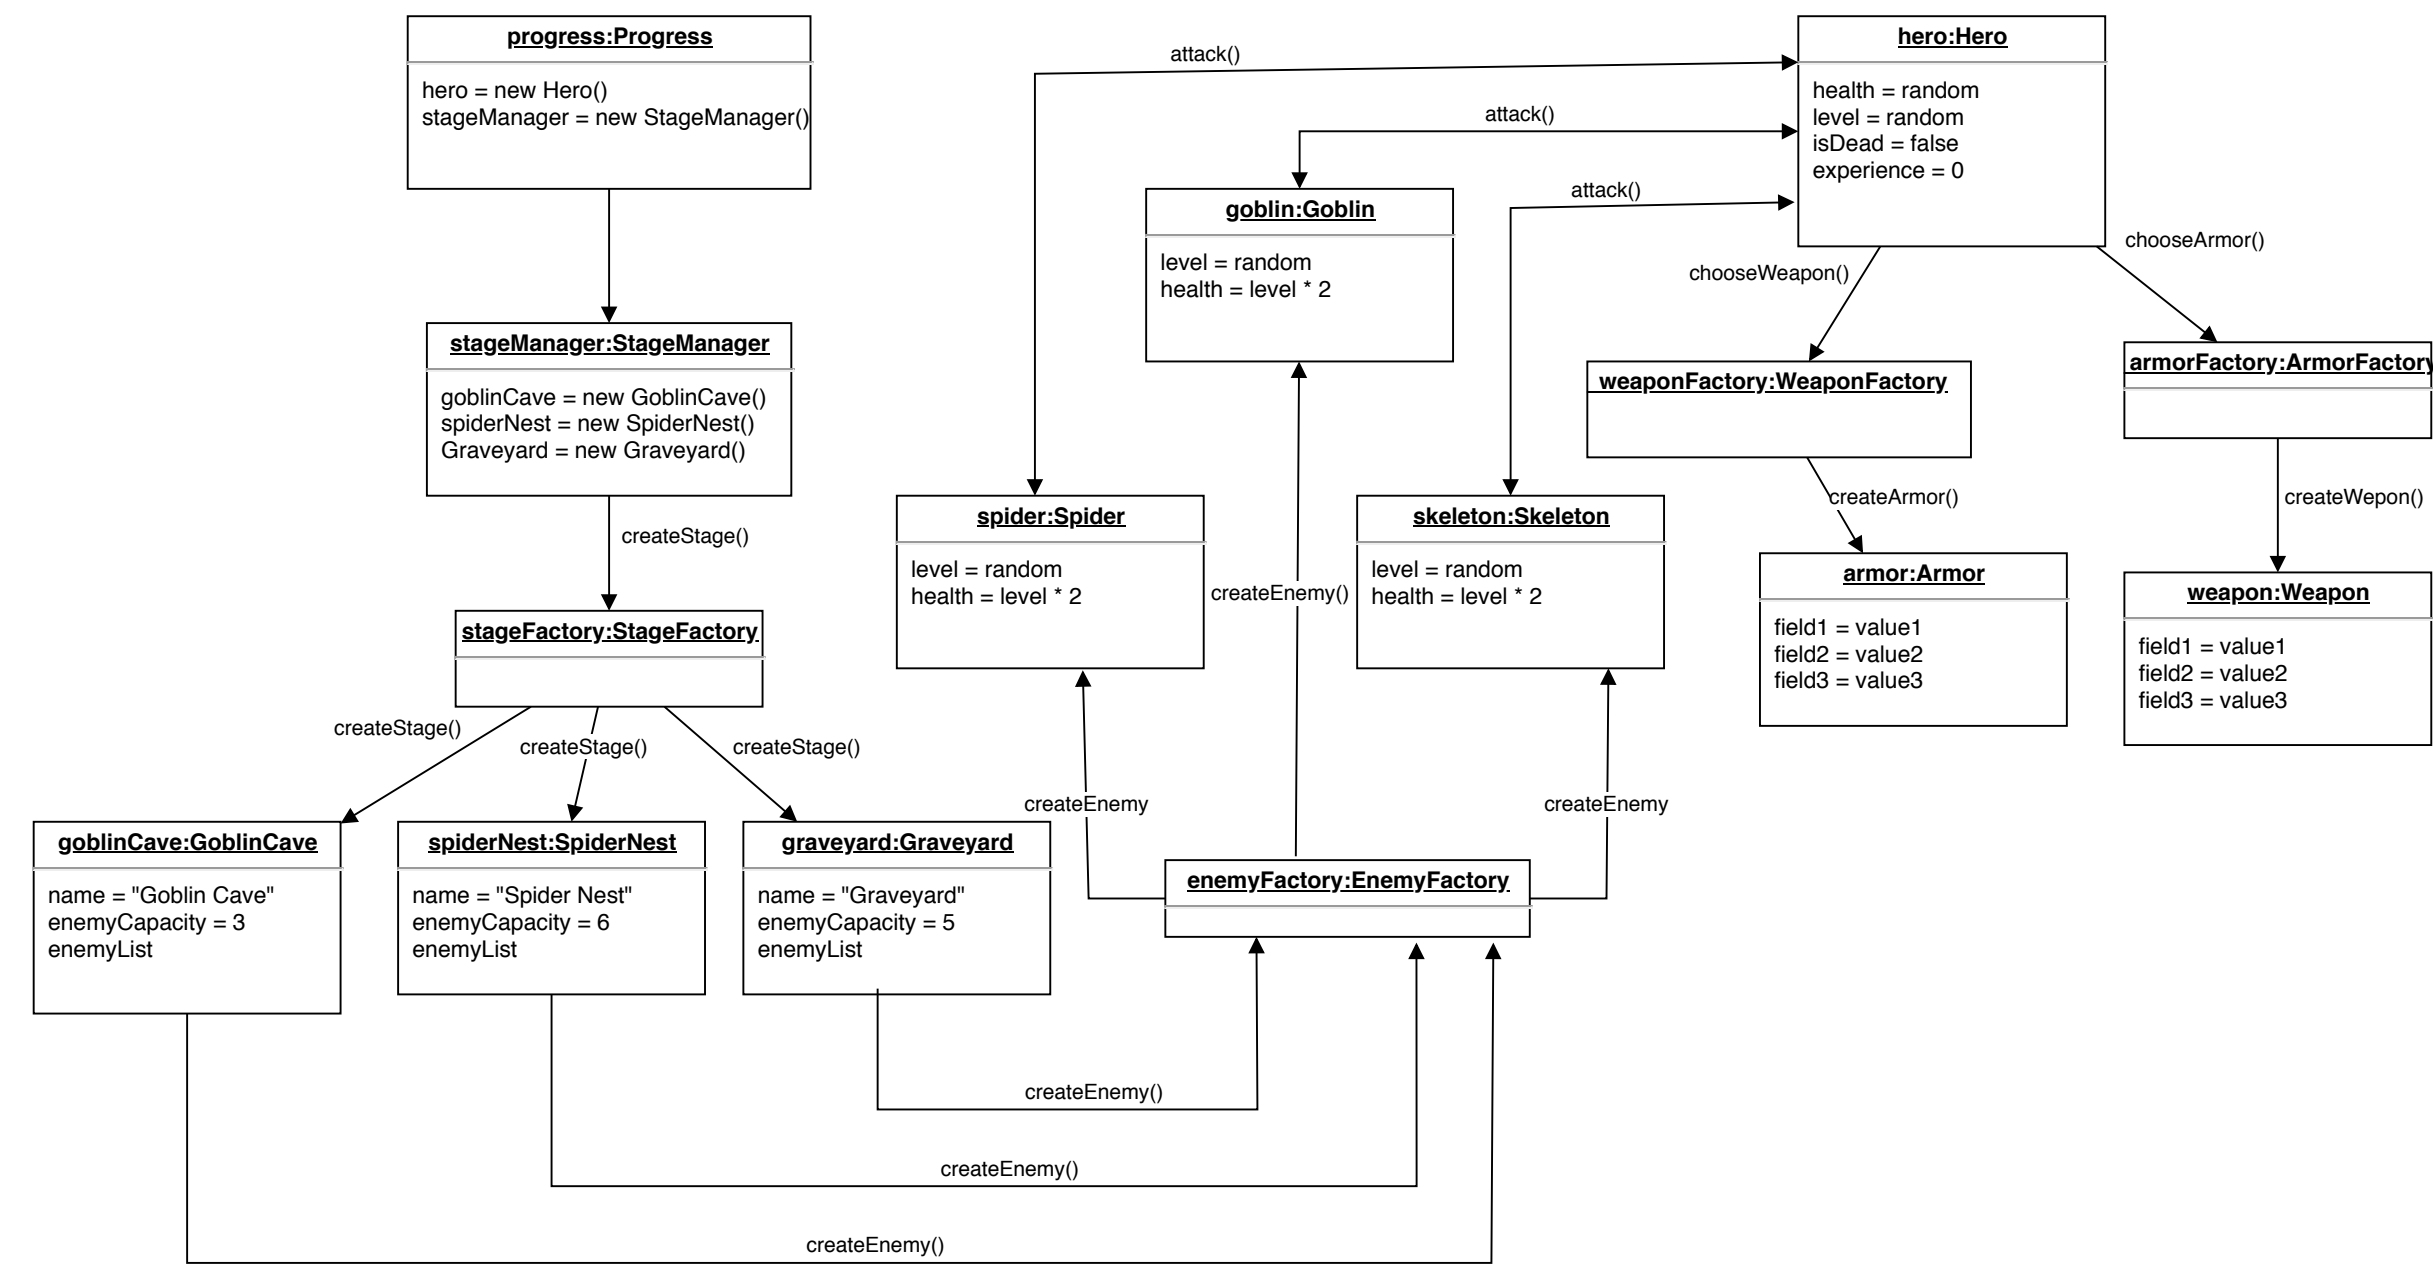 progress:Progress
hero = new Hero()
stageManager = new StageManager()
attack()
hero:Hero
health = random
level = random
isDead = false
experience = 0
attack()
attack()
goblin:Goblin
level = random
health = level * 2
chooseWeapon()
chooseArmor()
stageManager:StageManager
goblinCave = new GoblinCave()
spiderNest = new SpiderNest()
Graveyard = new Graveyard()
weaponFactory:WeaponFactory
armorFactory:ArmorFactory
createStage()
spider:Spider
level = random
health = level * 2
createEnemy()
skeleton:Skeleton
level = random
health = level * 2
createArmor()
createWepon()
armor:Armor
field1 = value1
field2 = value2
field3 = value3
weapon:Weapon
field1 = value1
field2 = value2
field3 = value3
stageFactory:StageFactory
createStage()
createStage()
createStage()
createEnemy
createEnemy
goblinCave:GoblinCave
name = "Goblin Cave"
enemyCapacity = 3
enemyList
spiderNest:SpiderNest
name = "Spider Nest"
enemyCapacity = 6
enemyList
graveyard:Graveyard
name = "Graveyard"
enemyCapacity = 5
enemyList
enemyFactory:EnemyFactory
createEnemy()
createEnemy()
createEnemy()